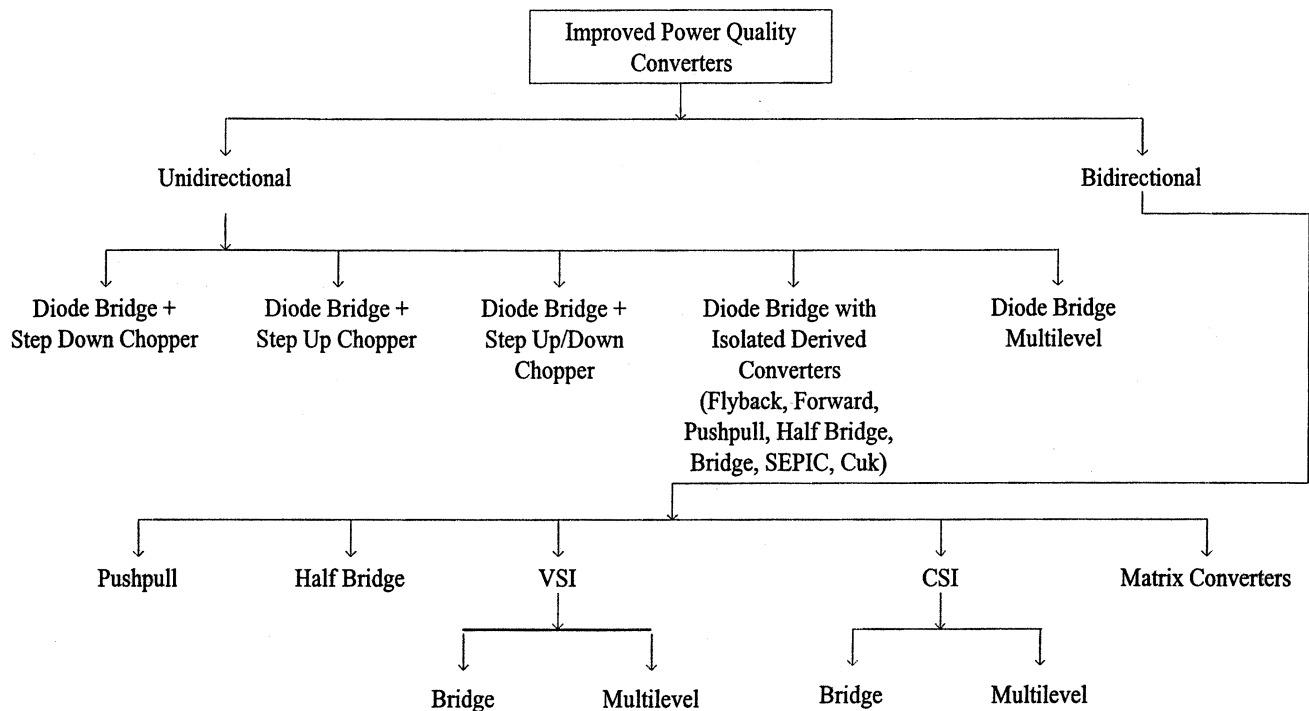 Improved Power Quality
Converters
Unidirectional
Bidirectional
Diode Bridge +
Step Down Chopper
Diode Bridge +
Step Up Chopper
Diode Bridge +
Step Up/Down
Chopper
Diode Bridge with
Isolated Derived
Converters
(Flyback, Forward,
Pushpull, Half Bridge,
Bridge, SEPIC, Cuk)
Diode Bridge
Multilevel
Pushpull
Half Bridge
VSI
CSI
Matrix Converters
Bridge
Multilevel
Bridge
Multilevel